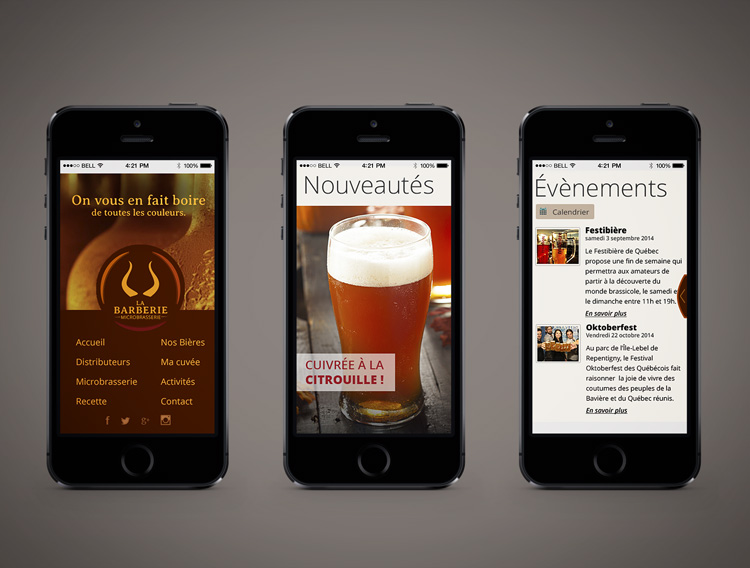 BELL 4:21 PM 100%
On vous en fait boire
de toutes les couleurs.
LA
BARBERIE
MICROBRASSERIE
Accueil
Nos Bières
Distributeurs
Ma cuvée
Microbrasserie
Activités
Recette
Contact
f g+
BELL 4:21 PM 100%
Nouveautés
CUIVRÉE À LA
CITROUILLE !
BELL 4:21 PM 100%
Évènements
Calendrier
Festibière
samedi 3 septembre 2014
Le Festibière de Québec
propose une fin de semaine qui
permettra aux amateurs de
partir à la découverte du
monde brassicole, le samedi e
le dimanche entre 11h et 19h.
En savoir plus
Oktoberfest
Vendredi 22 octobre 2014
Au parc de l'Île-Lebel de
Repentigny, le Festival
Oktoberfest des Québécois fait
raisonner la joie de vivre des
coutumes des peuples de la
Bavière et du Québec réunis.
En savoir plus